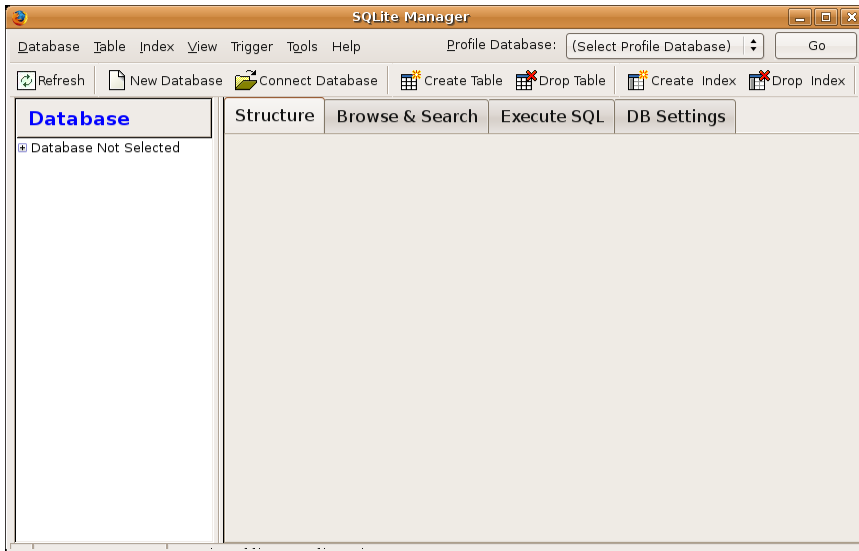 SQLite Manager
Database Table Index View Trigger Tools Help Profile Database: (Select Profile Database) Go
Refresh New Database Connect Database Create Table Drop Table Create Index Drop Index
Database Structure Browse & Search Execute SQL DB Settings
Database Not Selected